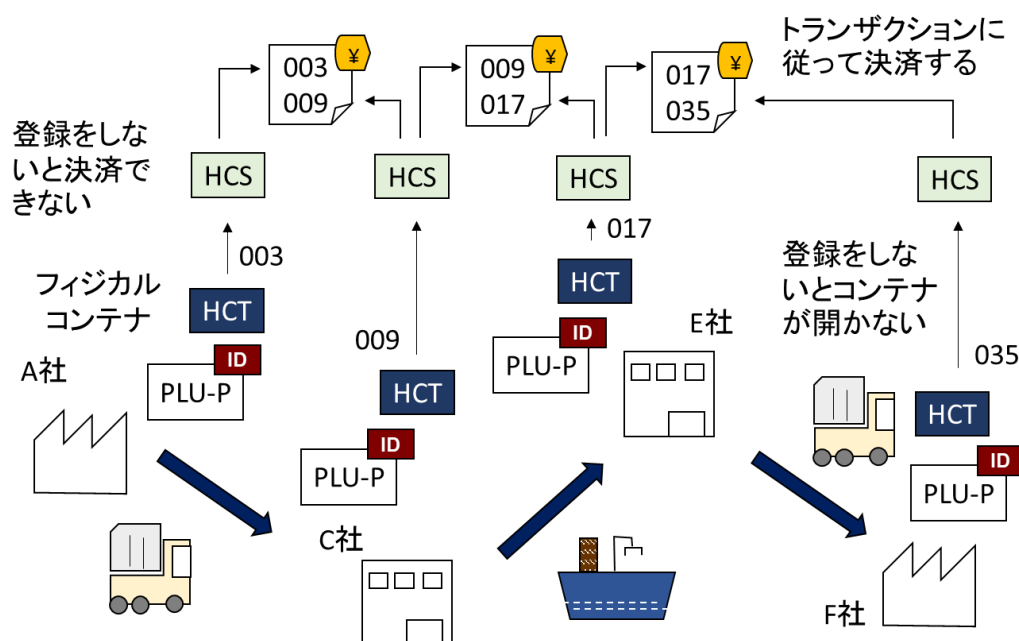 トランザクションに
従って決済する
003
009
¥
009
017
¥
017
035
¥
登録をしな
いと決済で
きない
HCS
HCS
HCS
HCS
003
009
017
035
フィジカル
コンテナ
登録をしな
いとコンテナ
が開かない
HCT
HCT
HCT
HCT
A社
ID
PLU-P
C社
ID
PLU-P
E社
ID
PLU-P
F社
ID
PLU-P